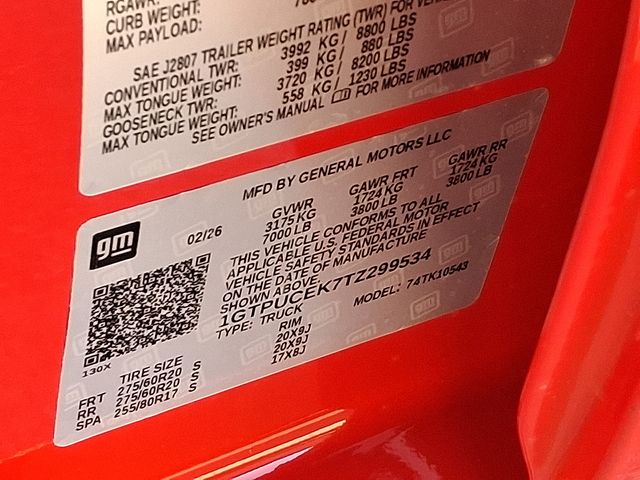 RGAWR:
CURB WEIGHT:
MAX PAYLOAD:
SAE J2807 TRAILER WEIGHT RATING (TWR) FOR
CONVENTIONAL TWR: 3992 KG / 8800 LBS
MAX TONGUE WEIGHT: 399 KG / 880 LBS
GOOSENECK TWR: 3720 KG / 8200 LBS
MAX TONGUE WEIGHT: 558 KG / 1230 LBS
SEE OWNER'S MANUAL FOR MORE INFORMATION
MFD BY GENERAL MOTORS LLC
gm
02/26 GVWR GAWR FRT GAWR RR
3175 KG 1724 KG 1724 KG
7000 LB 3800 LB 3800 LB
THIS VEHICLE CONFORMS TO ALL
APPLICABLE U.S. FEDERAL MOTOR
VEHICLE SAFETY STANDARDS IN EFFECT
ON THE DATE OF MANUFACTURE
SHOWN ABOVE.
1GTPUCEK7TZ299534
TYPE: TRUCK MODEL: 74TK10543
130X
TIRE SIZE RIM
FRT 275/60R20 S 20X9J
RR 275/60R20 S 20X9J
SPA 255/80R17 S 17X8J